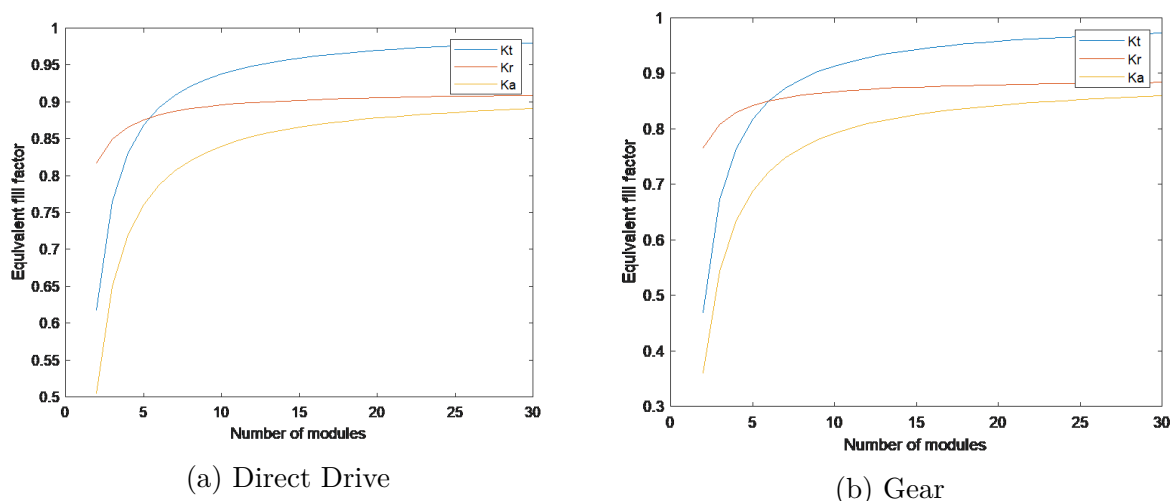 1
0.95
0.9
0.85
0.8
0.75
0.7
0.65
0.6
0.55
0.5
Equivalent fill factor
Kt
Kr
Ka
0 5 10 15 20 25 30
Number of modules
(a) Direct Drive
1
0.9
0.8
0.7
0.6
0.5
0.4
0.3
Equivalent fill factor
Kt
Kr
Ka
0 5 10 15 20 25 30
Number of modules
(b) Gear